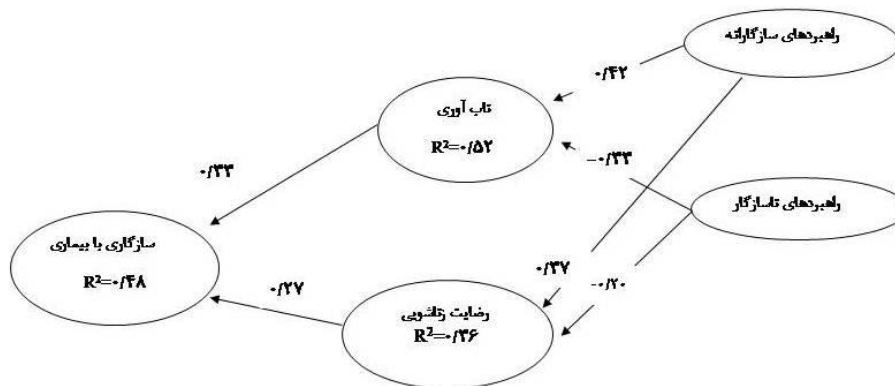 راهبردهای سازگارانه
۰/۴۲
تاب آوری
R²=۰/۵۲
-۰/۳۳
۰/۳۳
راهبردهای ناسازگار
سازگاری با بیماری
R²=۰/۴۸
۰/۳۷
-۰/۲۰
۰/۲۷
رضایت زناشویی
R²=۰/۳۶